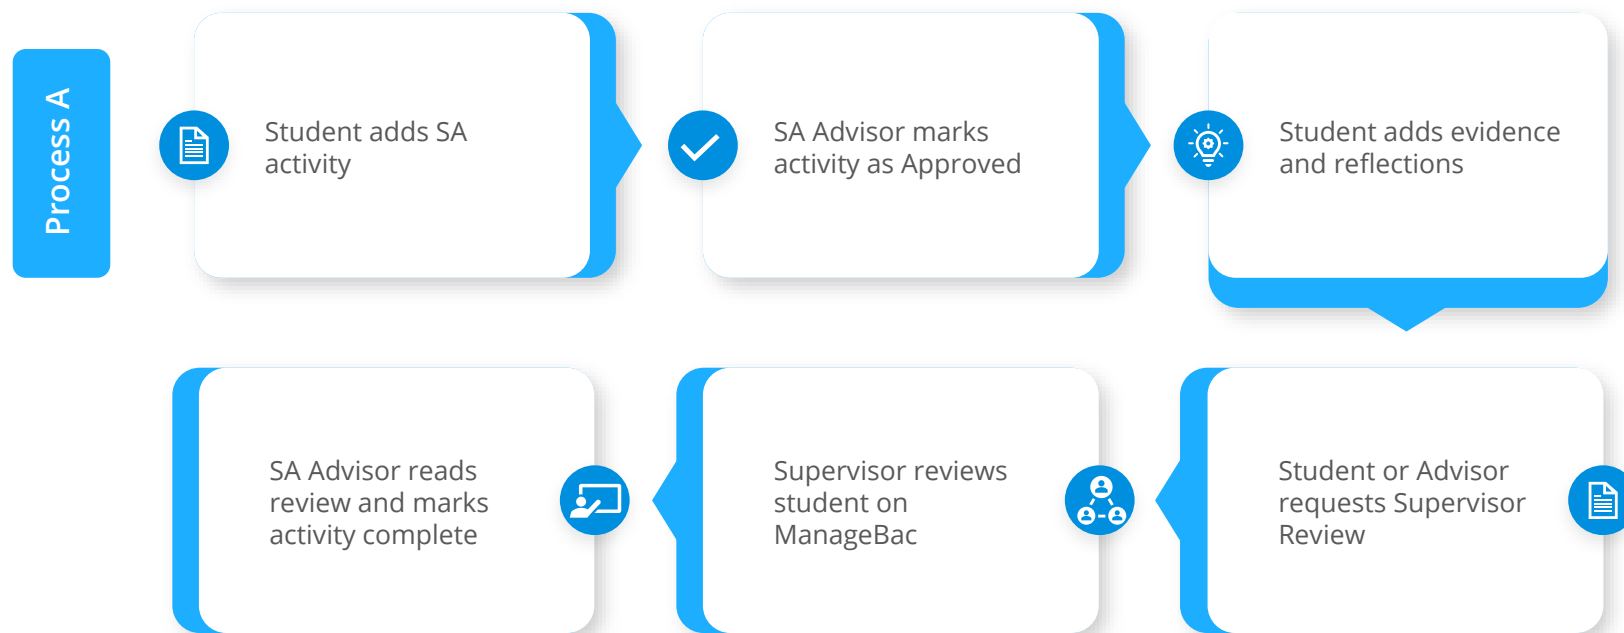 Process A
Student adds SA
activity
SA Advisor marks
activity as Approved
Student adds evidence
and reflections
Student or Advisor
requests Supervisor
Review
Supervisor reviews
student on
ManageBac
SA Advisor reads
review and marks
activity complete